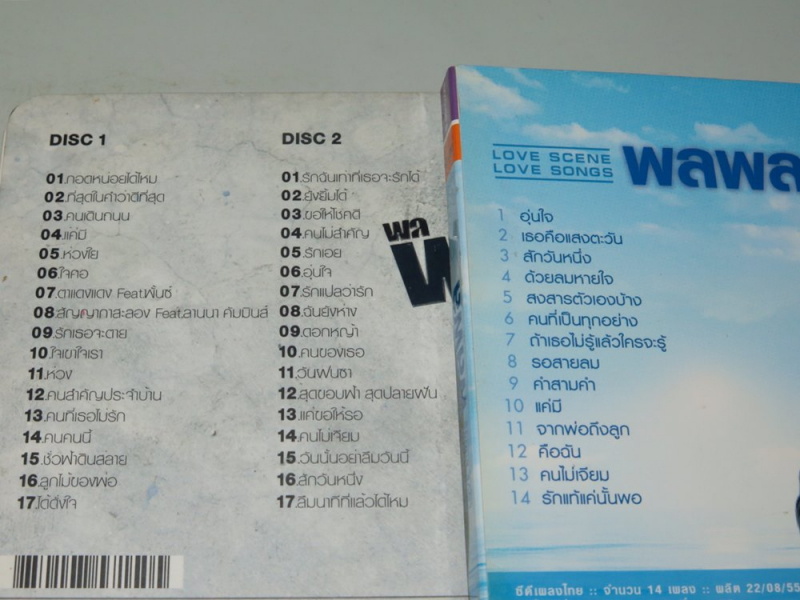 DISC 1
01.กอดหน่อยได้ไหม
02.ที่สุดในคำว่าดีที่สุด
03.คนเดินถนน
04.แค่มี
05.ห่วงใย
06.ใจคอ
07.ตาแดงแดง Feat.พั้นช์
08.สัญญากาสะลอง Feat.ลานนา คัมมินส์
09.รักเธอจะตาย
10.ใจเขาใจเรา
11.ห่วง
12.คนสำคัญประจำบ้าน
13.คนที่เธอไม่รัก
14.คนคนนี้
15.ชั่วฟ้าดินสลาย
16.ลูกไม้ของพ่อ
17.ได้ดั่งใจ
DISC 2
01.รักฉันเท่าที่เธอจะรักได้
02.ยังยิ้มได้
03.ขอให้โชคดี
04.คนไม่สำคัญ
05.รักเอย
06.อุ่นใจ
07.รักแปลว่ารัก
08.ฉันยังห่าง
09.ดอกหญ้า
10.คนของเธอ
11.วันฟ้นซา
12.สุดขอบฟ้า สุดปลายฝัน
13.แค่ขอให้รอ
14.คนไม่เจียม
15.วันนั้นอย่าลืมวันนี้
16.สักวันหนึ่ง
17.ลืมนาทีที่แล้วได้ไหม
พล
LOVE SCENE
LOVE SONGS
พลพล
1 อุ่นใจ
2 เธอคือแสงตะวัน
3 สักวันหนึ่ง
4 ด้วยลมหายใจ
5 สงสารตัวเองบ้าง
6 คนที่เป็นทุกอย่าง
7 ถ้าเธอไม่รู้แล้วใครจะรู้
8 รอสายลม
9 คำสามคำ
10 แค่มี
11 จากพ่อถึงลูก
12 คือฉัน
13 คนไม่เจียม
14 รักแท้แค่นั้นพอ
ซีดีเพลงไทย :: จำนวน 14 เพลง :: ผลิต 22/08/55